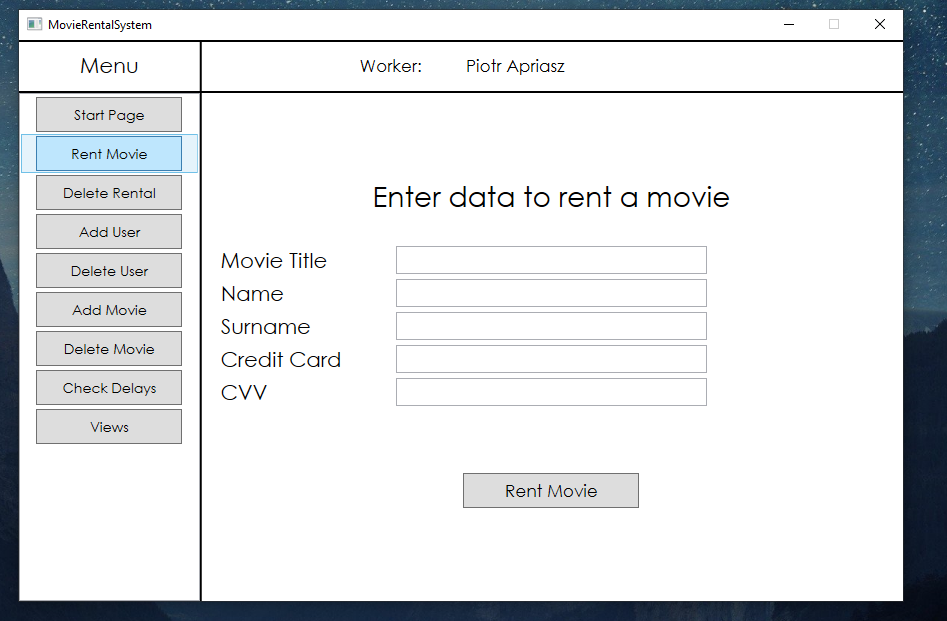 MovieRentalSystem
Menu
Worker: Piotr Apriasz
Start Page
Rent Movie
Delete Rental
Add User
Delete User
Add Movie
Delete Movie
Check Delays
Views
Enter data to rent a movie
Movie Title
Name
Surname
Credit Card
CVV
Rent Movie